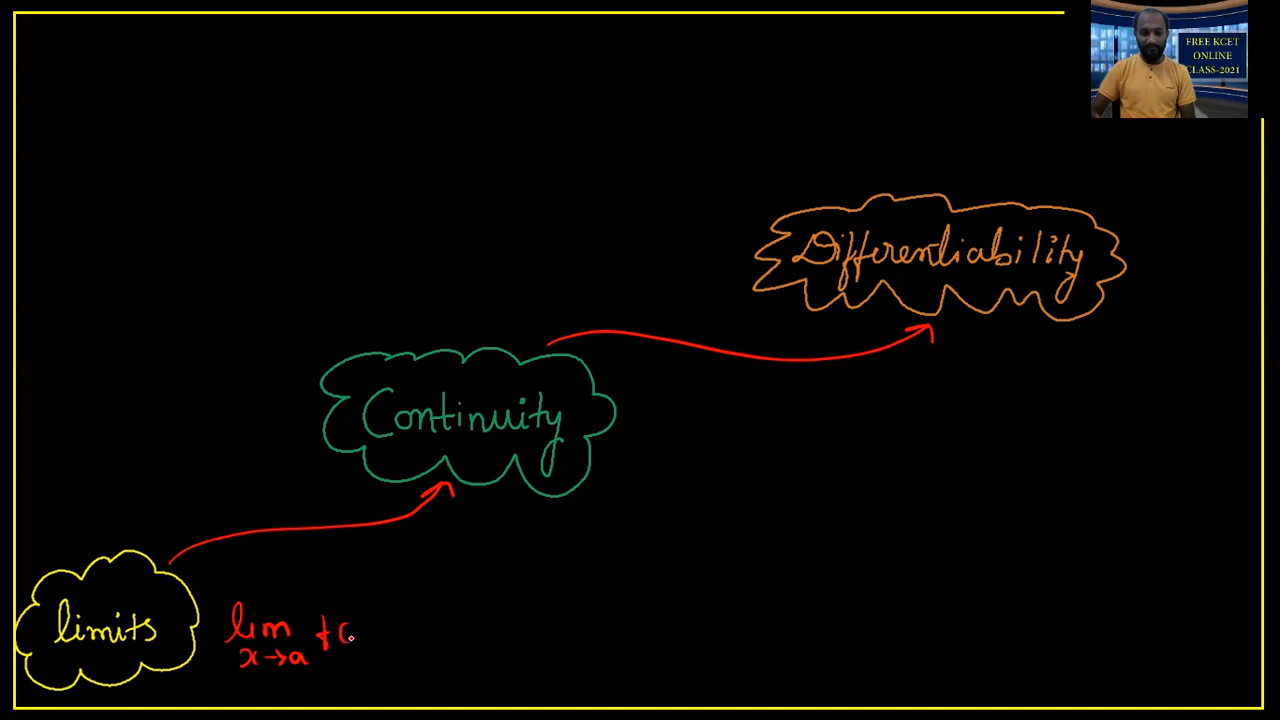 FREE KCET
ONLINE
CLASS-2021
Differentiability
Continuity
limits
lim f(
x→a